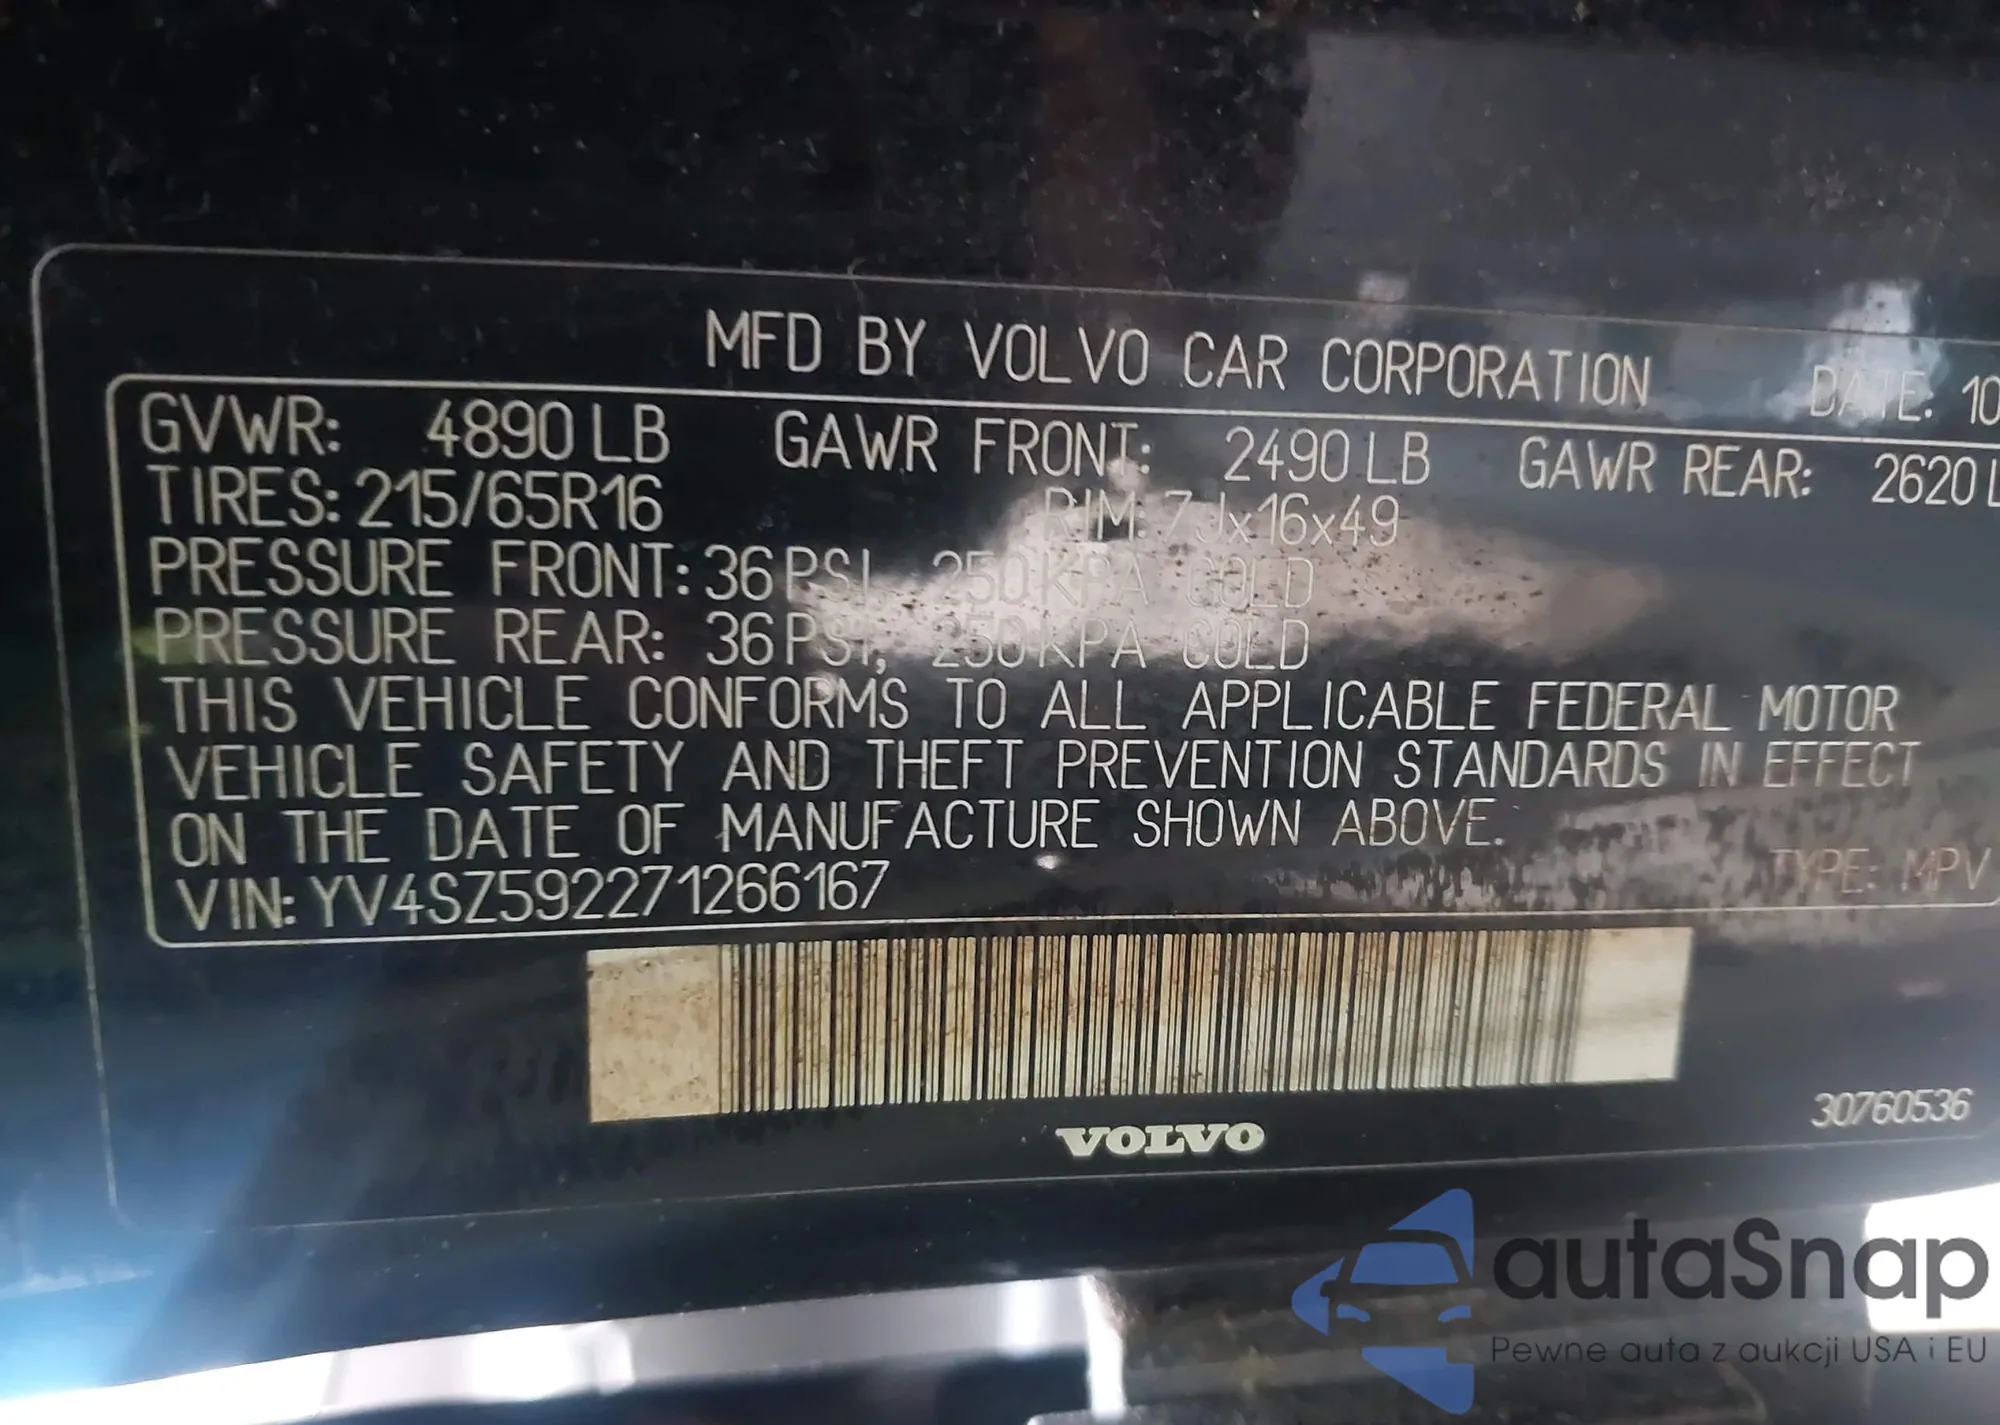 MFD BY VOLVO CAR CORPORATION DATE: 10
GVWR: 4890 LB GAWR FRONT: 2490 LB GAWR REAR: 2620 L
TIRES: 215/65R16 RIM: 7Jx16x49
PRESSURE FRONT: 36 PSI, 250 KPA COLD
PRESSURE REAR: 36 PSI, 250 KPA COLD
THIS VEHICLE CONFORMS TO ALL APPLICABLE FEDERAL MOTOR
VEHICLE SAFETY AND THEFT PREVENTION STANDARDS IN EFFECT
ON THE DATE OF MANUFACTURE SHOWN ABOVE.
VIN: YV4SZ592271266167 TYPE: MPV
30760536
VOLVO
autaSnap
Pewne auta z aukcji USA i EU